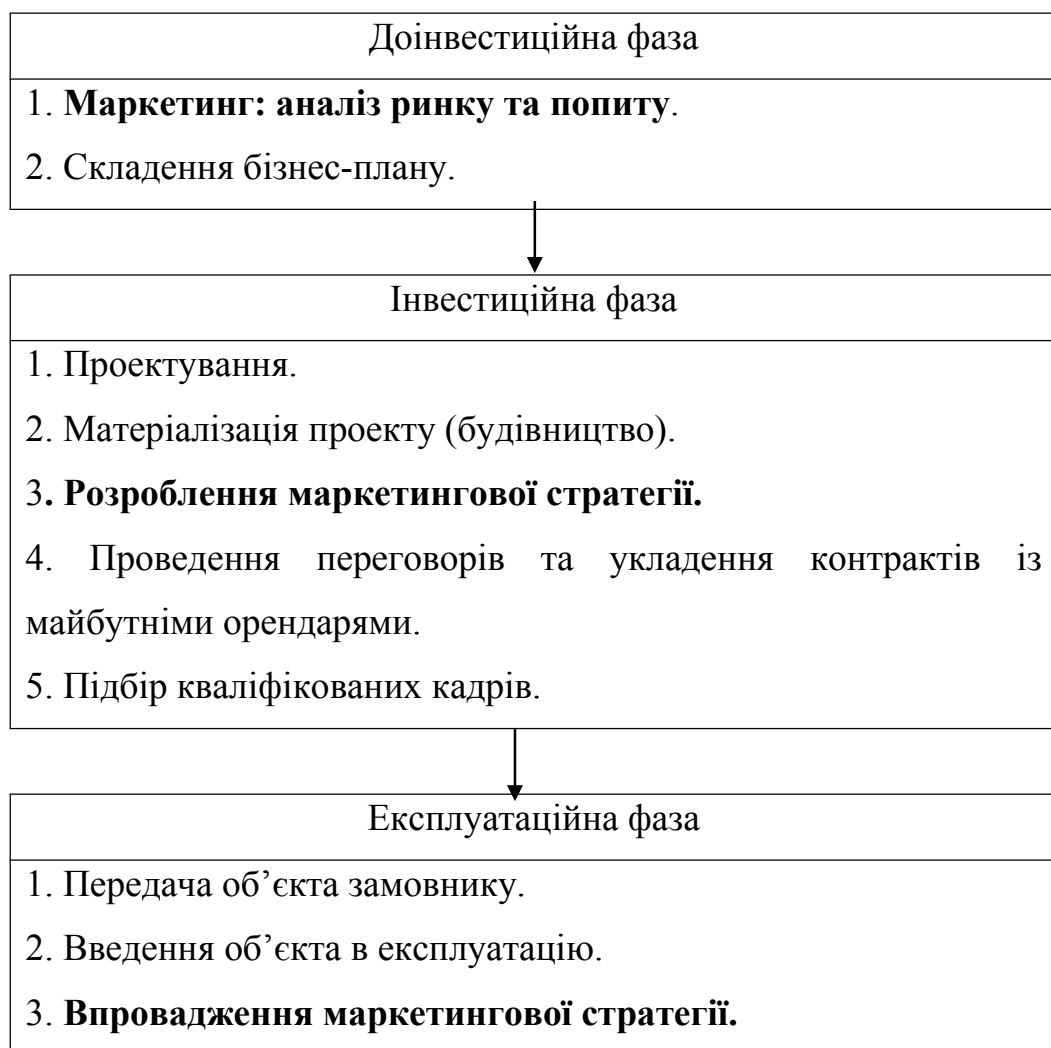 Доінвестиційна фаза
1. Маркетинг: аналіз ринку та попиту.
2. Складення бізнес-плану.
Інвестиційна фаза
1. Проектування.
2. Матеріалізація проекту (будівництво).
3. Розроблення маркетингової стратегії.
4. Проведення переговорів та укладення контрактів із
майбутніми орендарями.
5. Підбір кваліфікованих кадрів.
Експлуатаційна фаза
1. Передача об’єкта замовнику.
2. Введення об’єкта в експлуатацію.
3. Впровадження маркетингової стратегії.